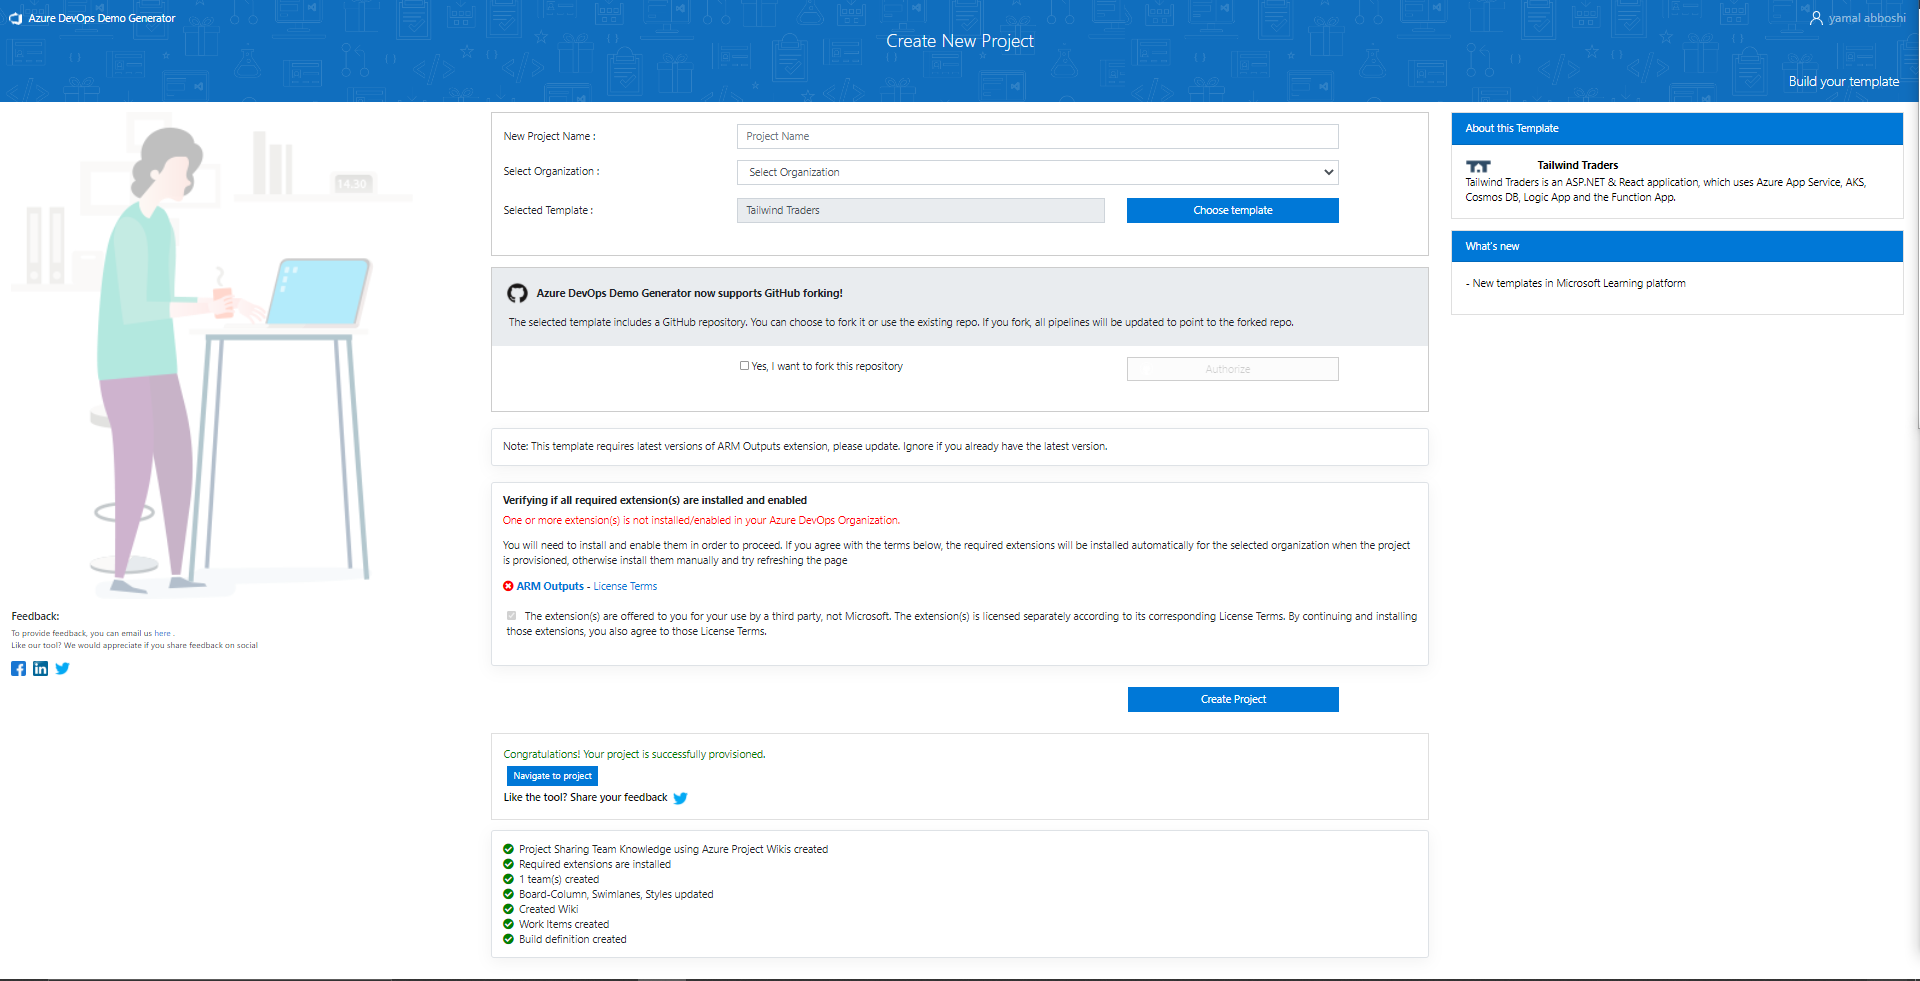 Azure DevOps Demo Generator
yamal abboshi
Create New Project
Build your template
14.30
New Project Name :
Project Name
Select Organization :
Select Organization
Selected Template :
Tailwind Traders
Choose template
Azure DevOps Demo Generator now supports GitHub forking!
The selected template includes a GitHub repository. You can choose to fork it or use the existing repo. If you fork, all pipelines will be updated to point to the forked repo.
Yes, I want to fork this repository
Authorize
Note: This template requires latest versions of ARM Outputs extension, please update. Ignore if you already have the latest version.
Verifying if all required extension(s) are installed and enabled
One or more extension(s) is not installed/enabled in your Azure DevOps Organization.
You will need to install and enable them in order to proceed. If you agree with the terms below, the required extensions will be installed automatically for the selected organization when the project
is provisioned, otherwise install them manually and try refreshing the page
ARM Outputs - License Terms
The extension(s) are offered to you for your use by a third party, not Microsoft. The extension(s) is licensed separately according to its corresponding License Terms. By continuing and installing
those extensions, you also agree to those License Terms.
Create Project
Congratulations! Your project is successfully provisioned.
Navigate to project
Like the tool? Share your feedback
Project Sharing Team Knowledge using Azure Project Wikis created
Required extensions are installed
1 team(s) created
Board-Column, Swimlanes, Styles updated
Created Wiki
Work Items created
Build definition created
About this Template
Tailwind Traders
Tailwind Traders is an ASP.NET & React application, which uses Azure App Service, AKS,
Cosmos DB, Logic App and the Function App.
What's new
- New templates in Microsoft Learning platform
Feedback:
To provide feedback, you can email us here .
Like our tool? We would appreciate if you share feedback on social